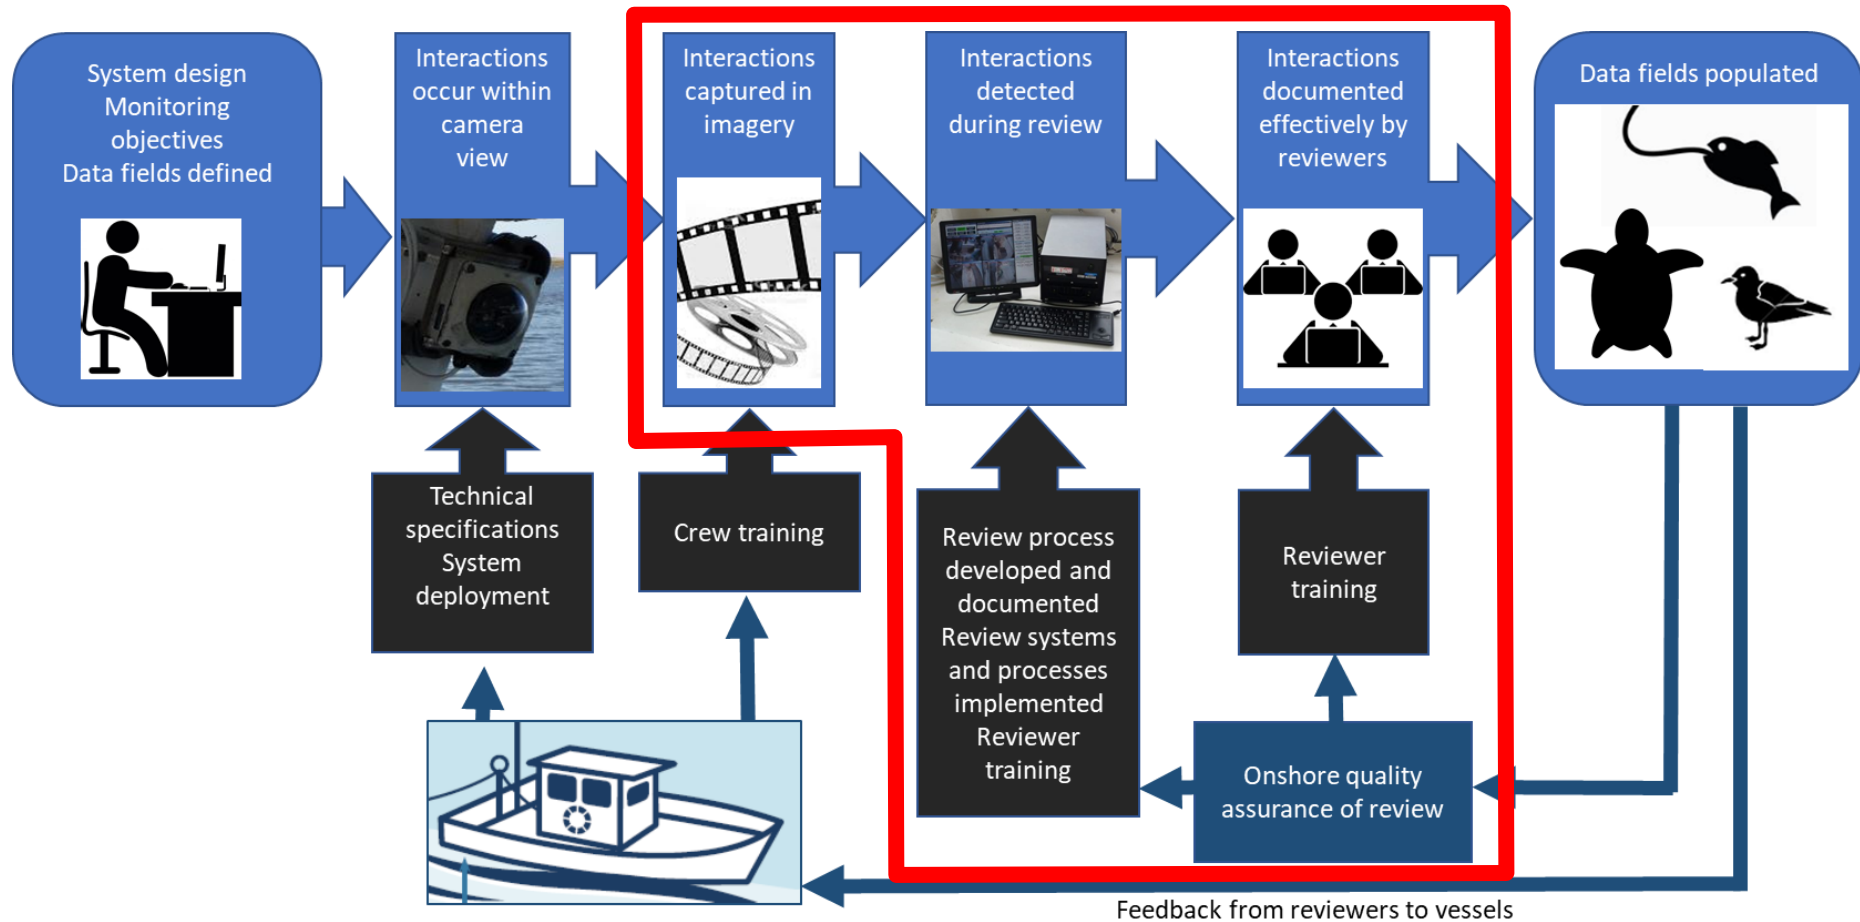 System design
Monitoring
objectives
Data fields defined
Interactions
occur within
camera
view
Interactions
captured in
imagery
Interactions
detected
during review
Interactions
documented
effectively by
reviewers
Data fields populated
Technical
specifications
System
deployment
Crew training
Review process
developed and
documented
Review systems
and processes
implemented
Reviewer
training
Reviewer
training
Onshore quality
assurance of review
Feedback from reviewers to vessels